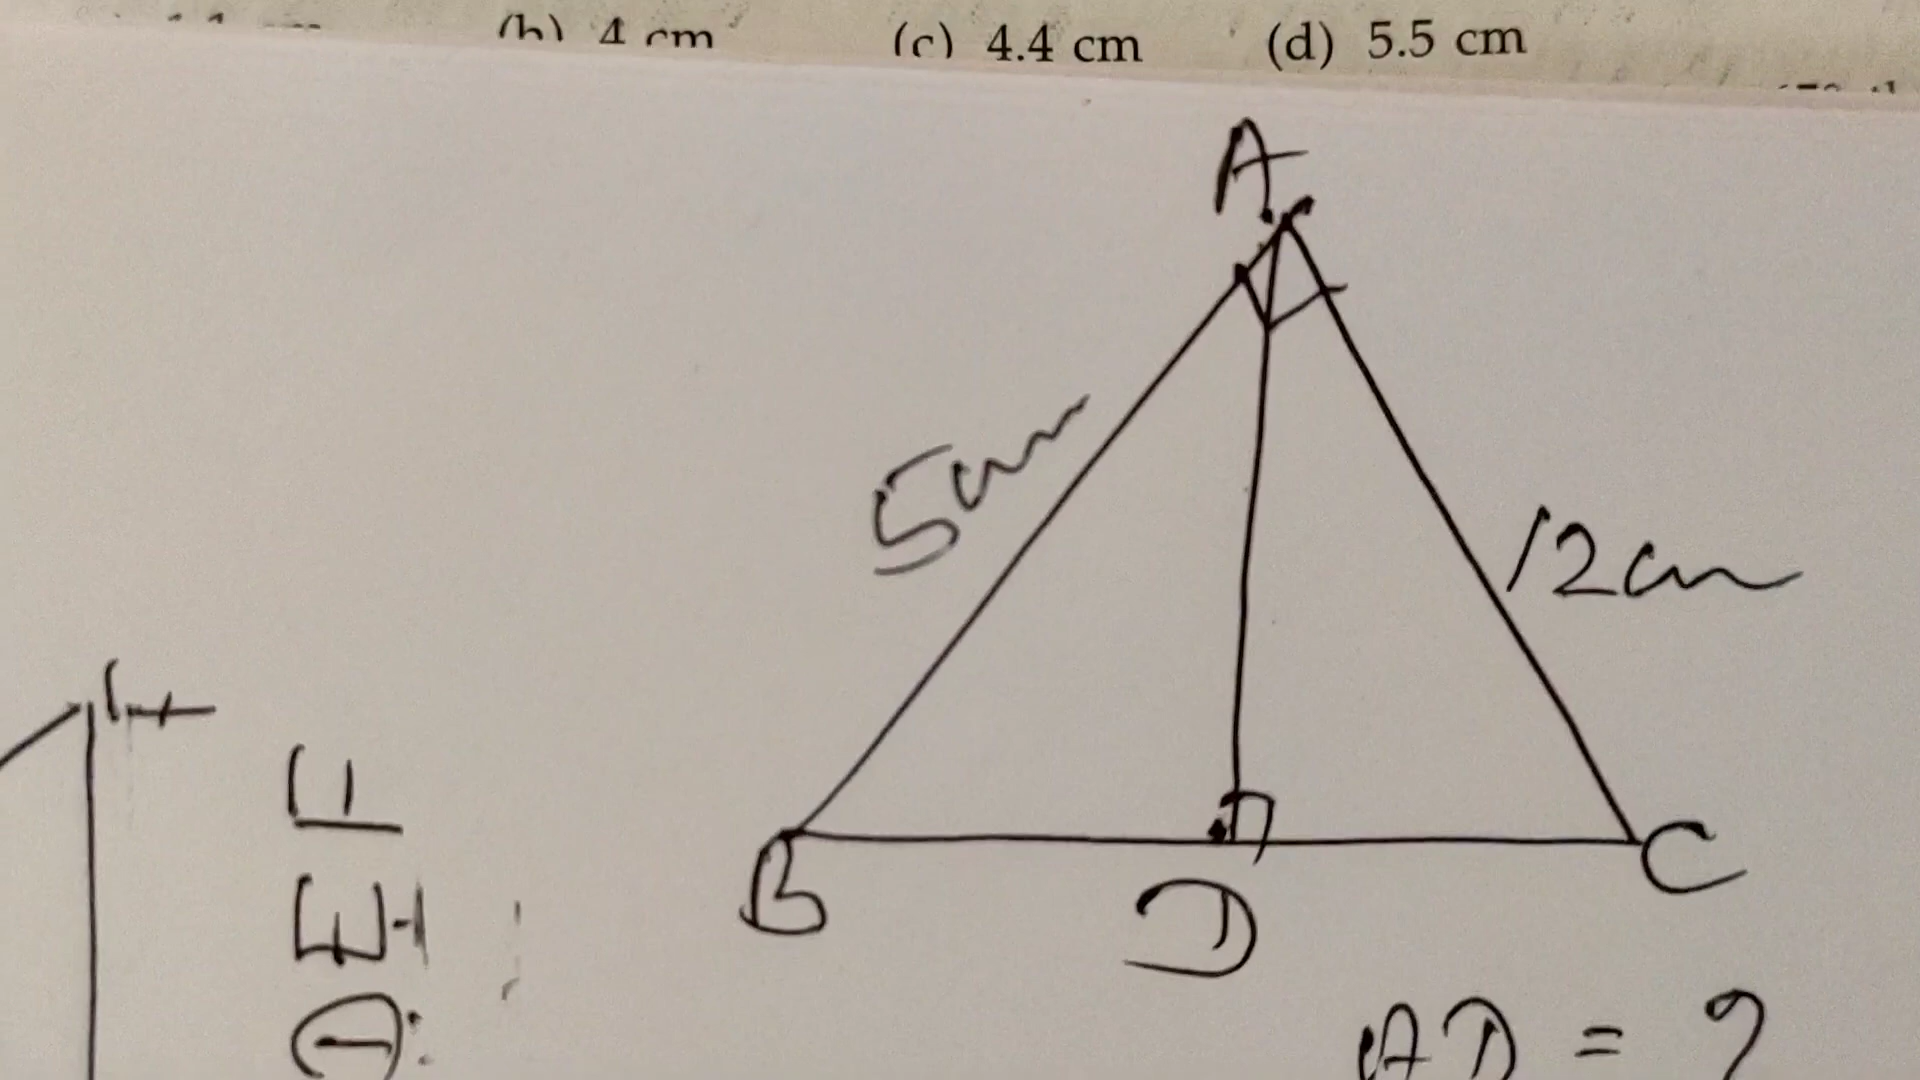 (b) 4 cm (c) 4.4 cm (d) 5.5 cm
A
5cm
12cm
B
D
C
AD = ?